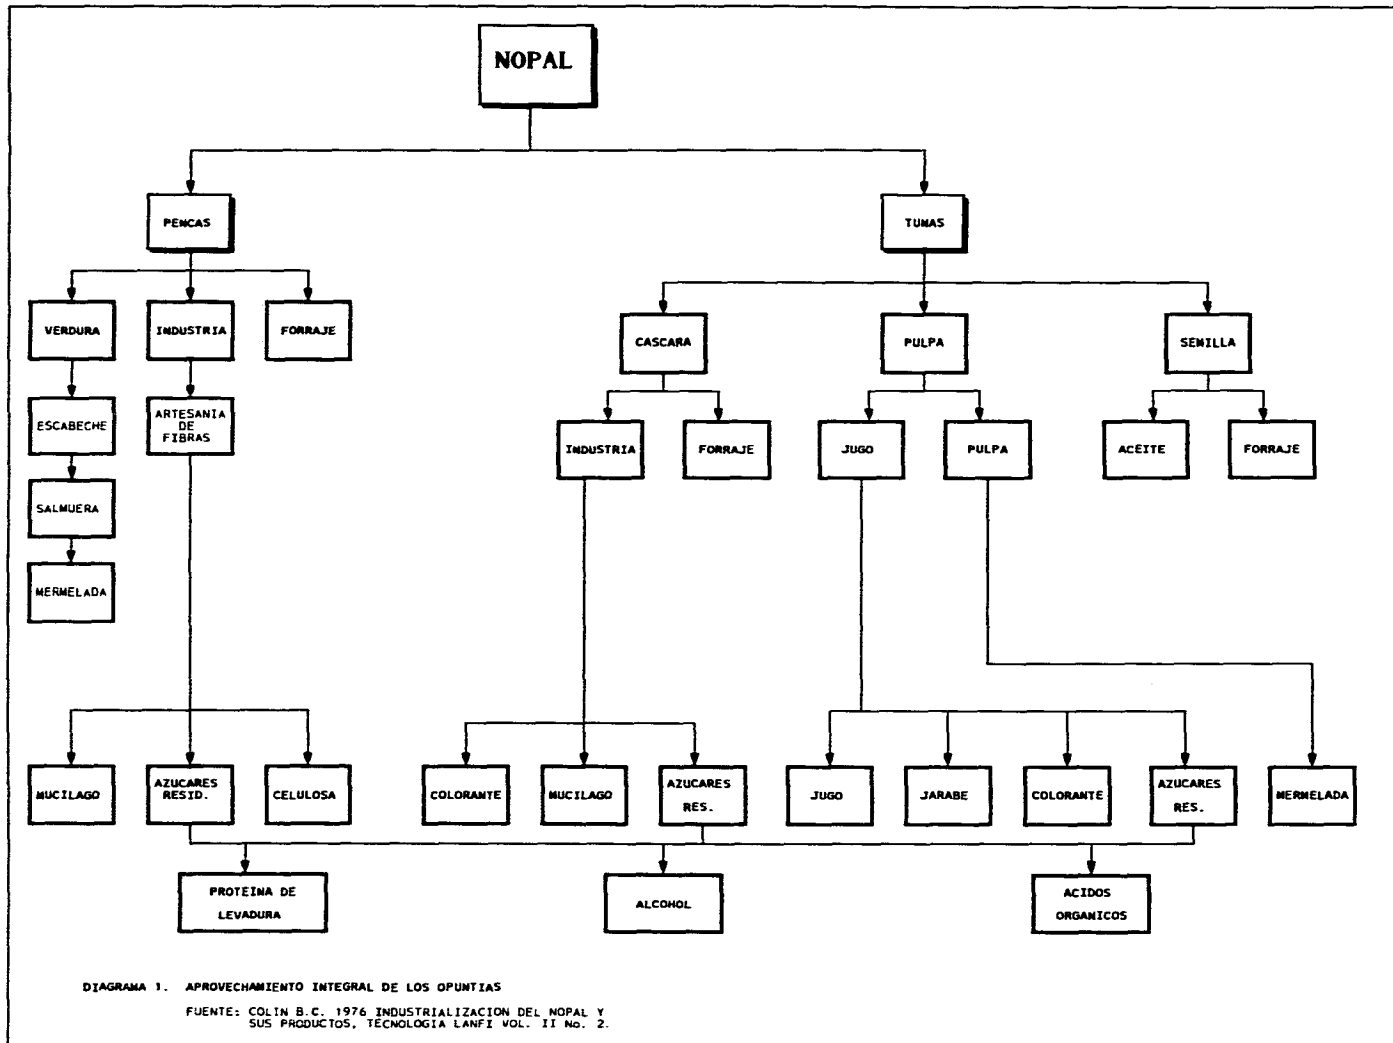 NOPAL
PENCAS
TUNAS
VERDURA
INDUSTRIA
FORRAJE
CASCARA
PULPA
SEMILLA
ESCABECHE
ARTESANIA
DE
FIBRAS
INDUSTRIA
FORRAJE
JUGO
PULPA
ACEITE
FORRAJE
SALMUERA
MERMELADA
MUCILAGO
AZUCARES
RESID.
CELULOSA
COLORANTE
MUCILAGO
AZUCARES
RES.
JUGO
JARABE
COLORANTE
AZUCARES
RES.
MERMELADA
PROTEINA DE
LEVADURA
ALCOHOL
ACIDOS
ORGANICOS
DIAGRAMA 1. APROVECHAMIENTO INTEGRAL DE LOS OPUNTIAS
FUENTE: COLIN B.C. 1976 INDUSTRIALIZACION DEL NOPAL Y
SUS PRODUCTOS, TECNOLOGIA LANFI VOL. II No. 2.